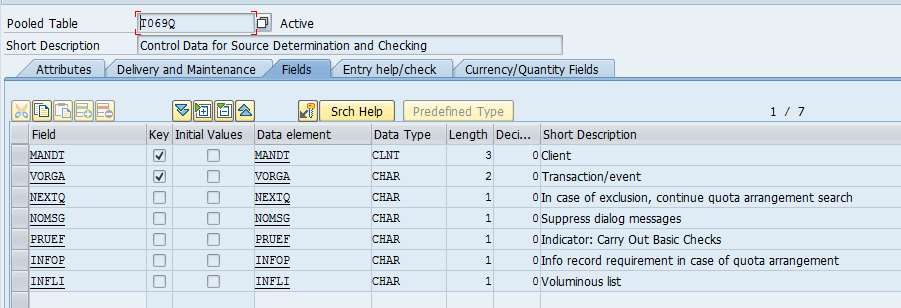 Pooled Table T069Q Active
Short Description Control Data for Source Determination and Checking
Attributes Delivery and Maintenance Fields Entry help/check Currency/Quantity Fields
Srch Help Predefined Type 1 / 7
Field Key Initial Values Data element Data Type Length Deci... Short Description
MANDT MANDT CLNT 3 0 Client
VORGA VORGA CHAR 2 0 Transaction/event
NEXTQ NEXTQ CHAR 1 0 In case of exclusion, continue quota arrangement search
NOMSG NOMSG CHAR 1 0 Suppress dialog messages
PRUEF PRUEF CHAR 1 0 Indicator: Carry Out Basic Checks
INFOP INFOP CHAR 1 0 Info record requirement in case of quota arrangement
INFLI INFLI CHAR 1 0 Voluminous list